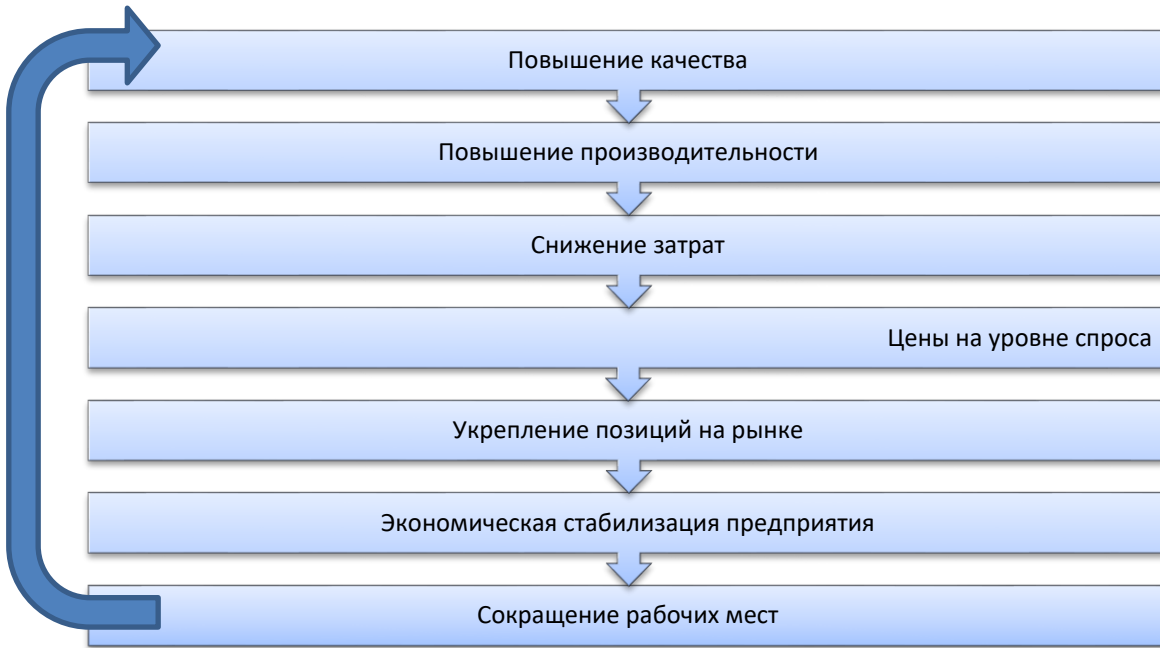 Повышение качества
Повышение производительности
Снижение затрат
Цены на уровне спроса
Укрепление позиций на рынке
Экономическая стабилизация предприятия
Сокращение рабочих мест